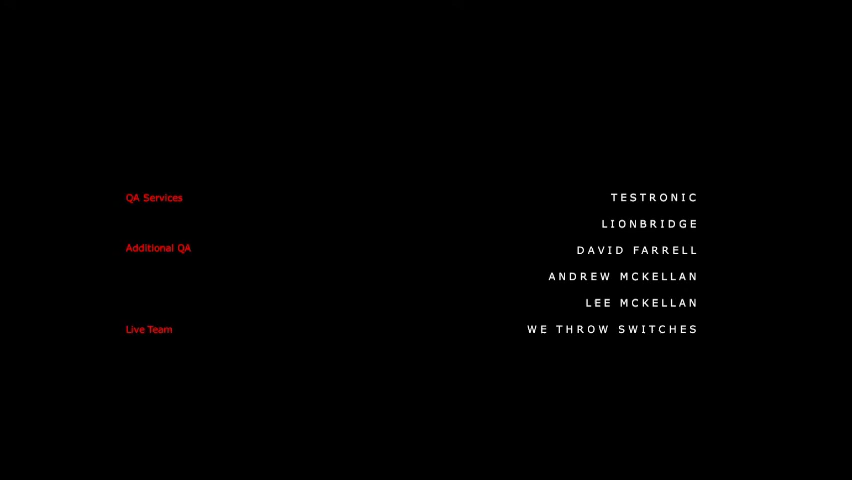 QA Services TESTRONIC
LIONBRIDGE
Additional QA DAVID FARRELL
ANDREW MCKELLAN
LEE MCKELLAN
Live Team WE THROW SWITCHES